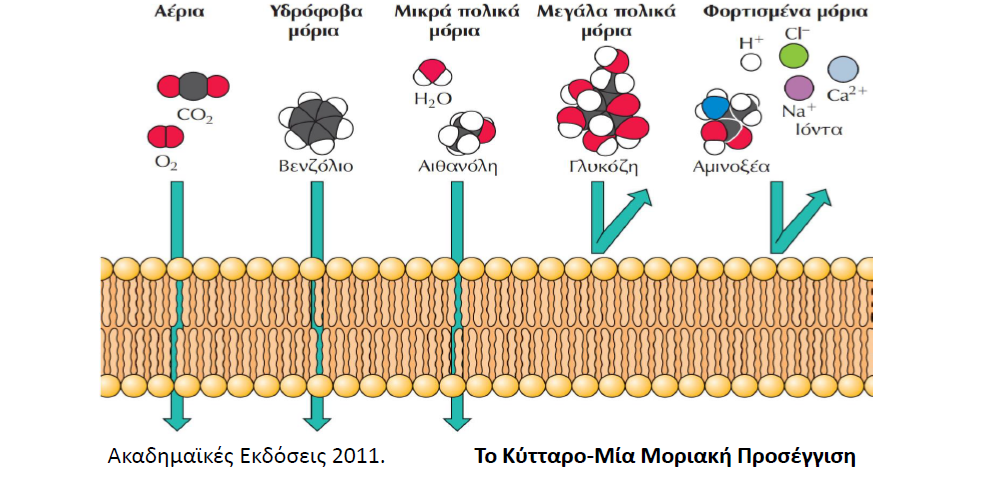 Αέρια
Υδρόφοβα
μόρια
Μικρά πολικά
μόρια
Μεγάλα πολικά
μόρια
Φορτισμένα μόρια
CO₂
O₂
Βενζόλιο
H₂O
Αιθανόλη
Γλυκόζη
H⁺
Cl⁻
Na⁺
Ca²⁺
Ιόντα
Αμινοξέα
Ακαδημαϊκές Εκδόσεις 2011.
Το Κύτταρο-Μία Μοριακή Προσέγγιση